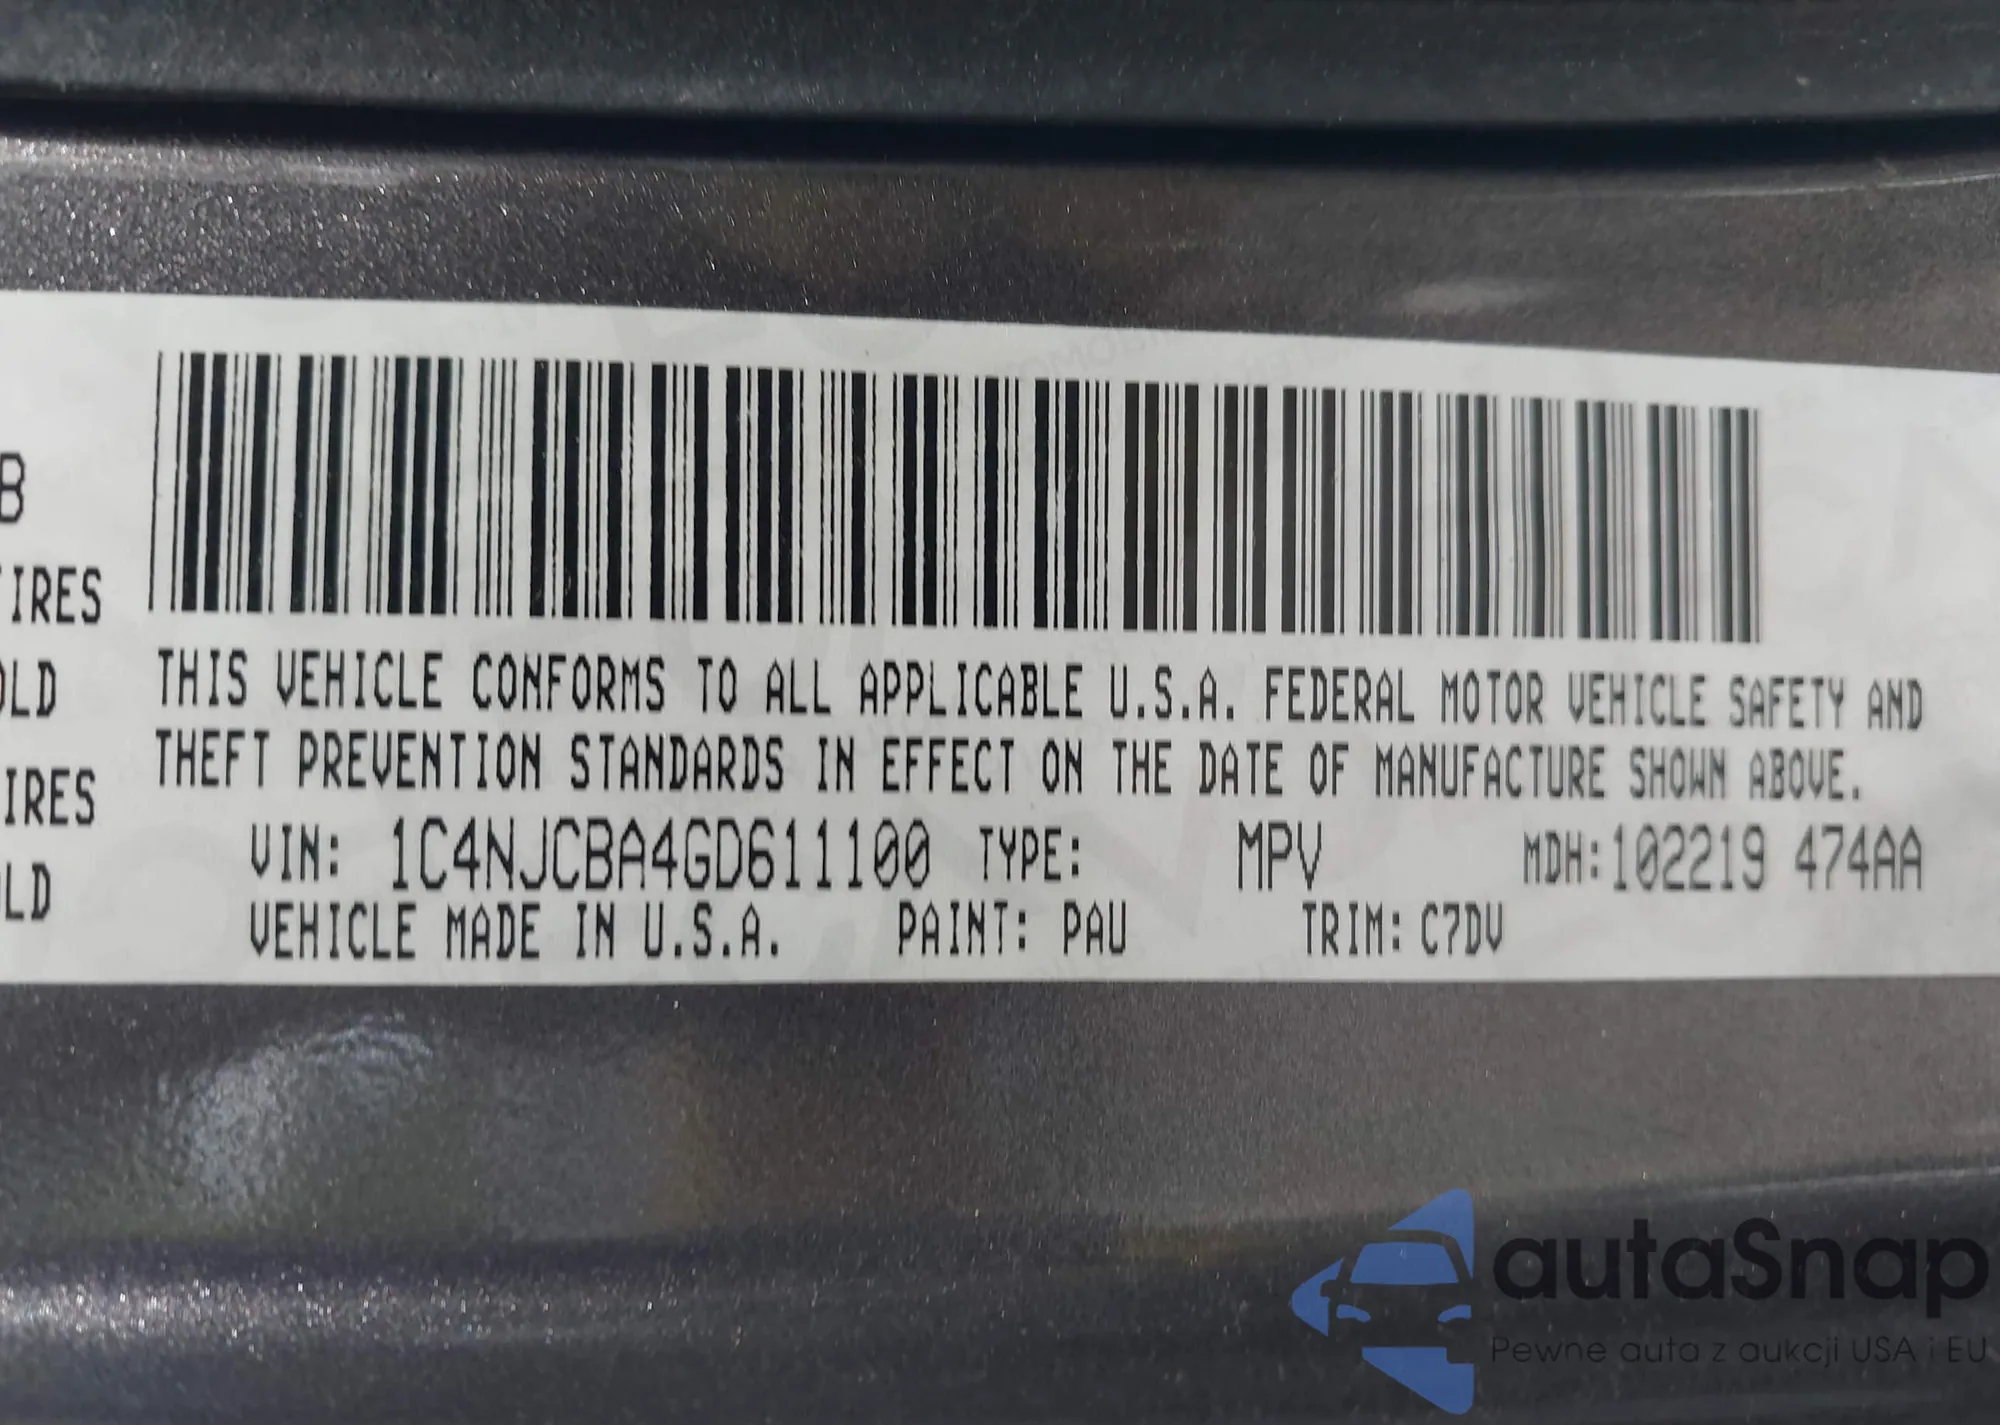 B
IRES
OLD
IRES
LD
THIS VEHICLE CONFORMS TO ALL APPLICABLE U.S.A. FEDERAL MOTOR VEHICLE SAFETY AND
THEFT PREVENTION STANDARDS IN EFFECT ON THE DATE OF MANUFACTURE SHOWN ABOVE.
VIN: 1C4NJCBA4GD611100 TYPE: MPV MDH:102219 474AA
VEHICLE MADE IN U.S.A. PAINT: PAU TRIM: C7DV
autaSnap
Pewne auta z aukcji USA i EU